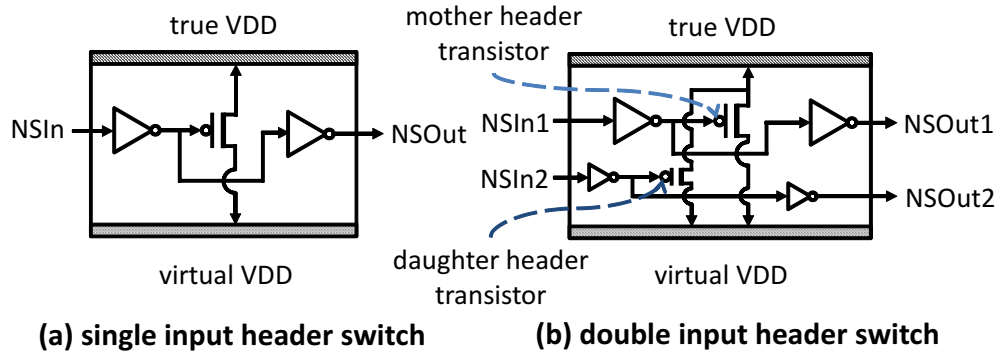 true VDD
NSIn
NSOut
virtual VDD
(a) single input header switch
mother header
transistor
true VDD
NSIn1
NSOut1
NSIn2
NSOut2
daughter header
transistor
virtual VDD
(b) double input header switch